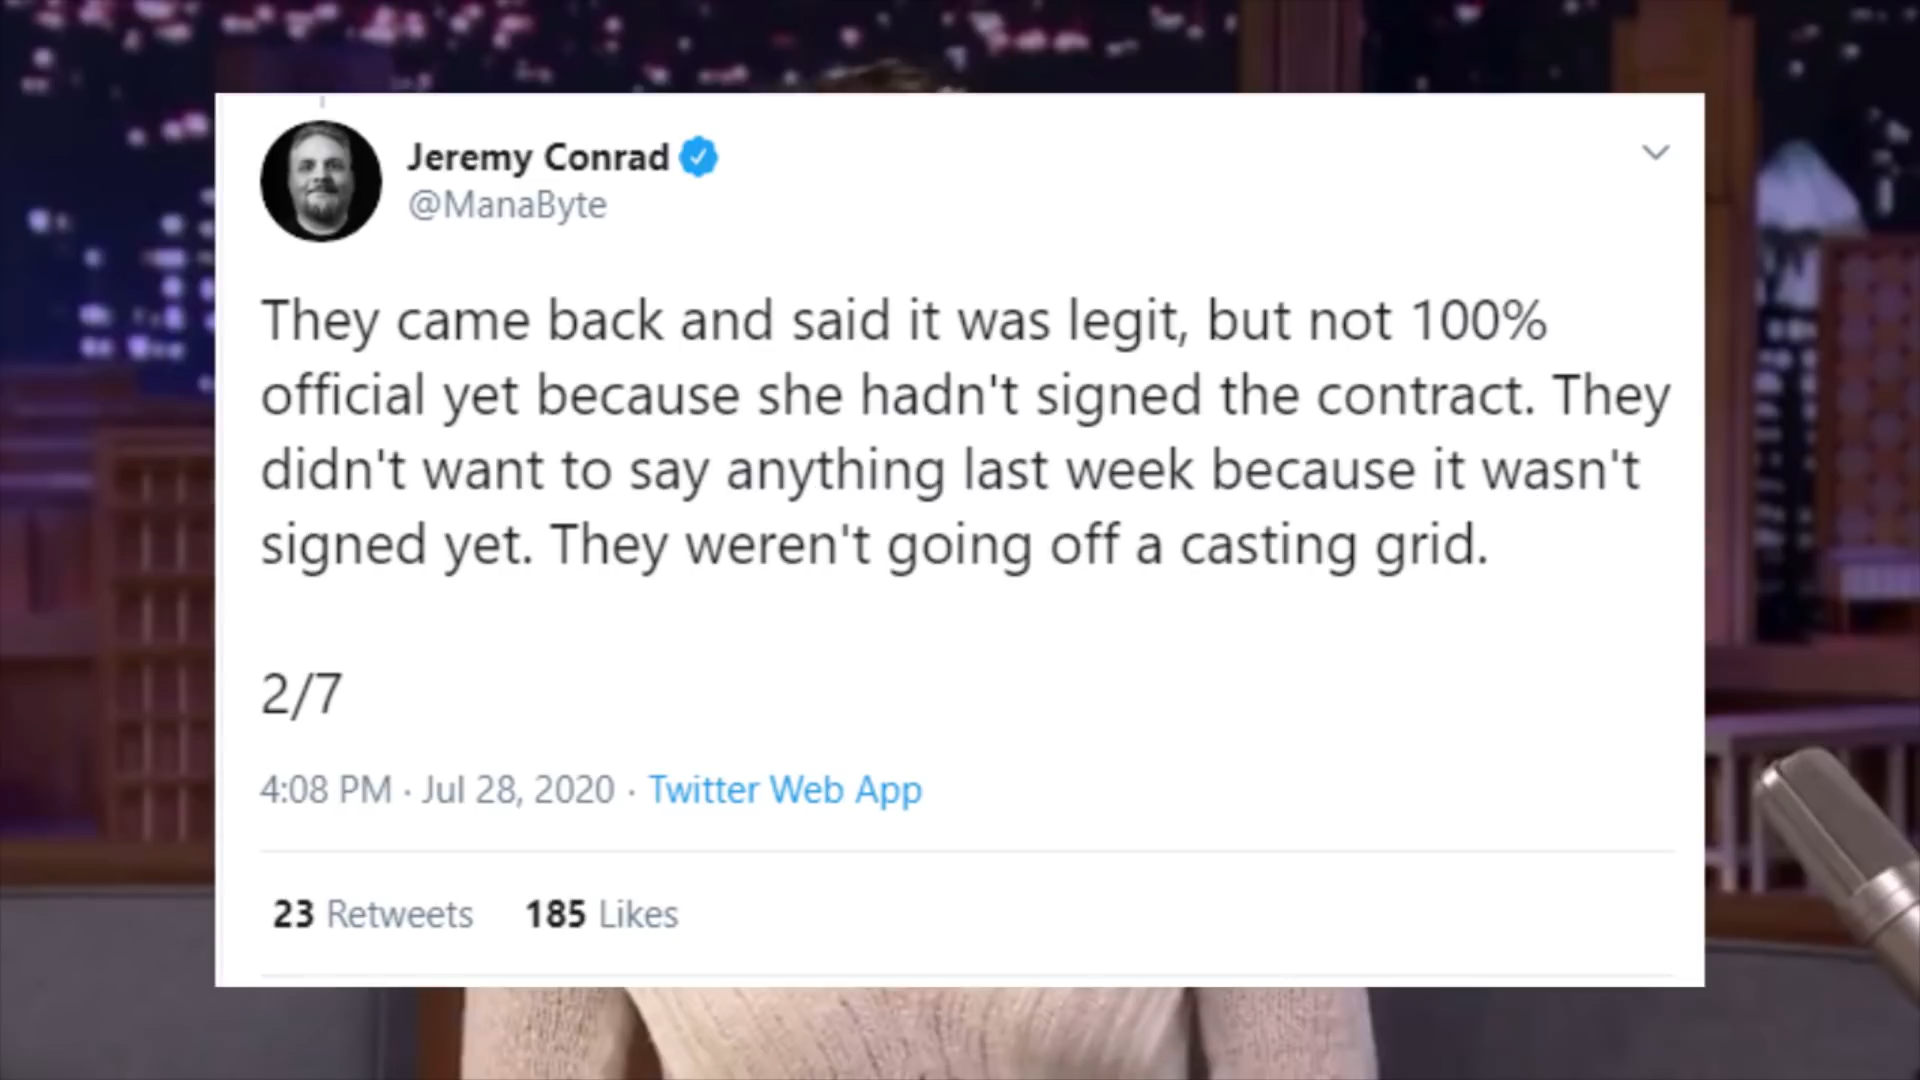 Jeremy Conrad
@ManaByte
They came back and said it was legit, but not 100%
official yet because she hadn't signed the contract. They
didn't want to say anything last week because it wasn't
signed yet. They weren't going off a casting grid.
2/7
4:08 PM · Jul 28, 2020 · Twitter Web App
23 Retweets 185 Likes